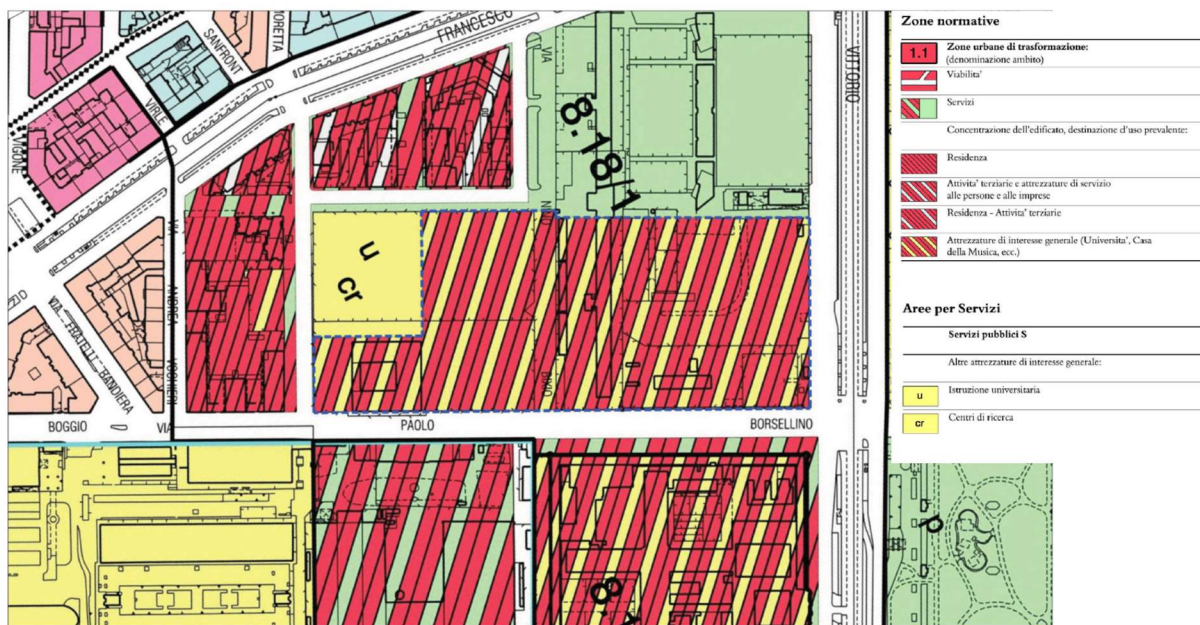 FRANCESCO
SANFRONT
VIRLE
VIGONE
VIA
VITTORIO
8.18/1
NINO
u
cr
VIA
ANDREA
VIA FRATELLI BANDIERA
BOGGIO
VIA
PAOLO
BORSELLINO
p
Zone normative
1.1
Zone urbane di trasformazione:
(denominazione ambito)
Viabilita'
Servizi
Concentrazione dell'edificato, destinazione d'uso prevalente:
Residenza
Attivita' terziarie e attrezzature di servizio
alle persone e alle imprese
Residenza - Attivita' terziarie
Attrezzature di interesse generale (Universita', Casa
della Musica, ecc.)
Aree per Servizi
Servizi pubblici S
Altre attrezzature di interesse generale:
u
Istruzione universitaria
cr
Centri di ricerca